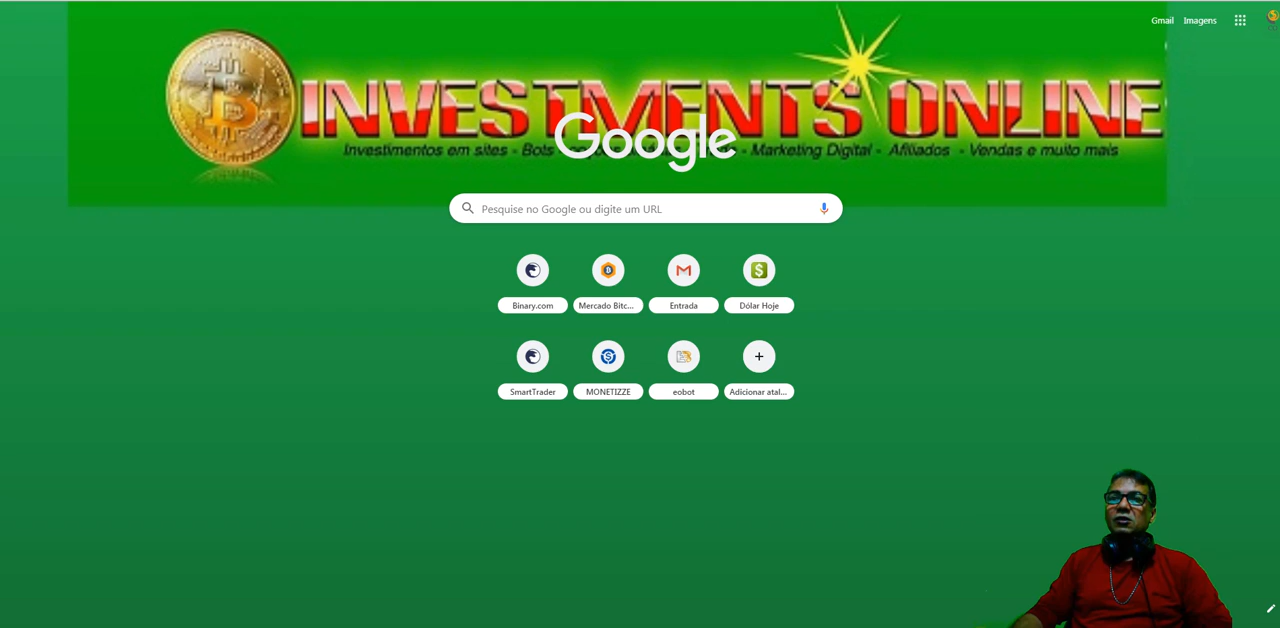 Gmail Imagens
INVESTMENTS ONLINE
Google
Investimentos em sites - Bots - Marketing Digital - Afiliados - Vendas e muito mais
Pesquise no Google ou digite um URL
Binary.com Mercado Bitc... Entrada Dólar Hoje
SmartTrader MONETIZZE eobot Adicionar atal...